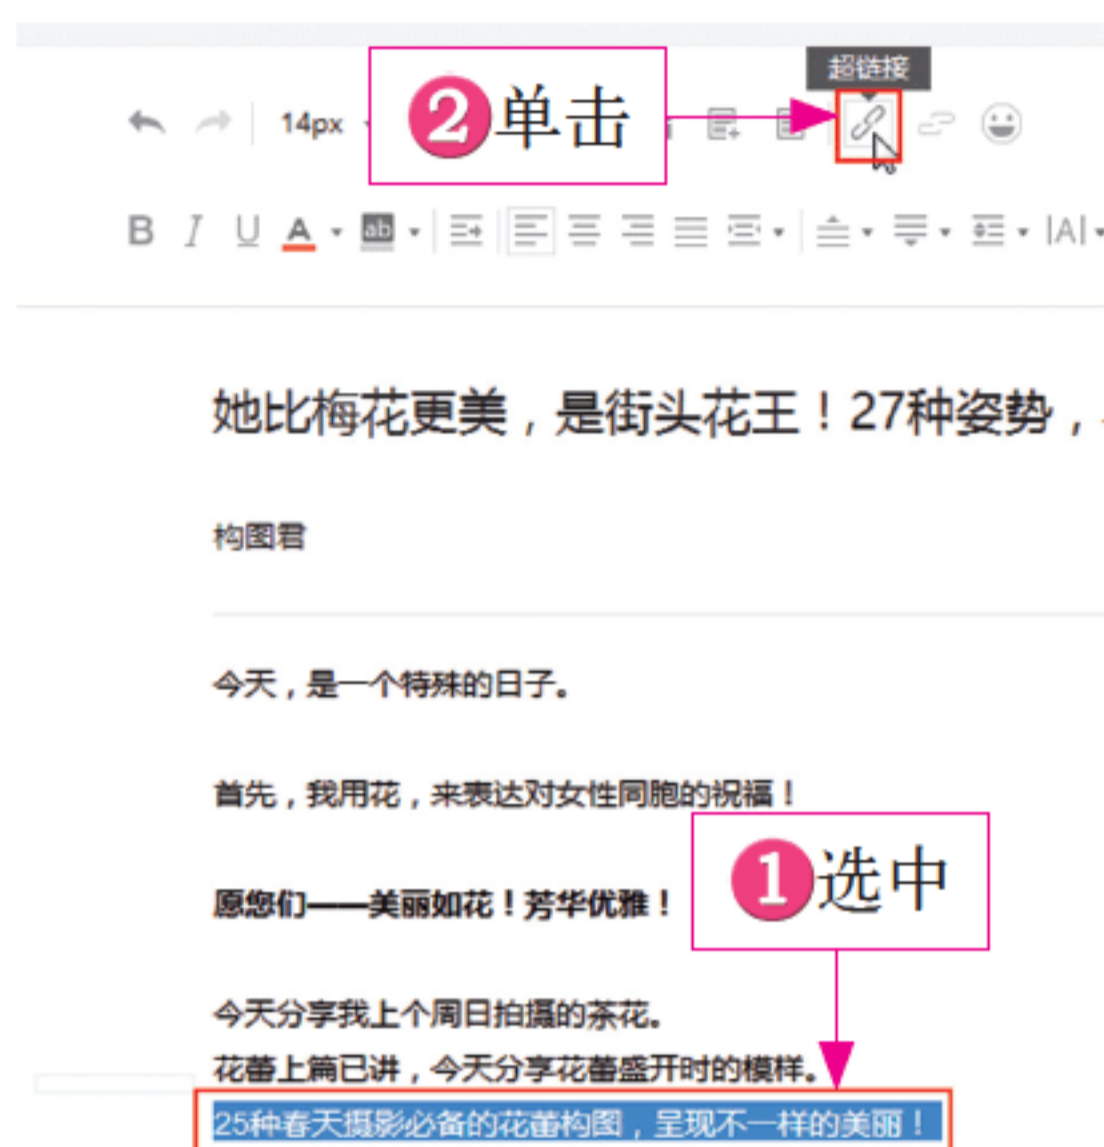 超链接
❷单击
14px
B I U A ab |A|
她比梅花更美，是街头花王！27种姿势，
构图君
今天，是一个特殊的日子。
首先，我用花，来表达对女性同胞的祝福！
❶选中
愿您们——美丽如花！芳华优雅！
今天分享我上个周日拍摄的茶花。
花蕾上篇已讲，今天分享花蕾盛开时的模样。
25种春天摄影必备的花蕾构图，呈现不一样的美丽！